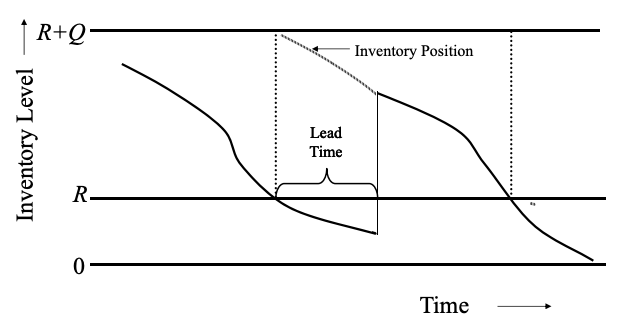 R+Q
Inventory Position
Inventory Level
Lead
Time
R
0
Time